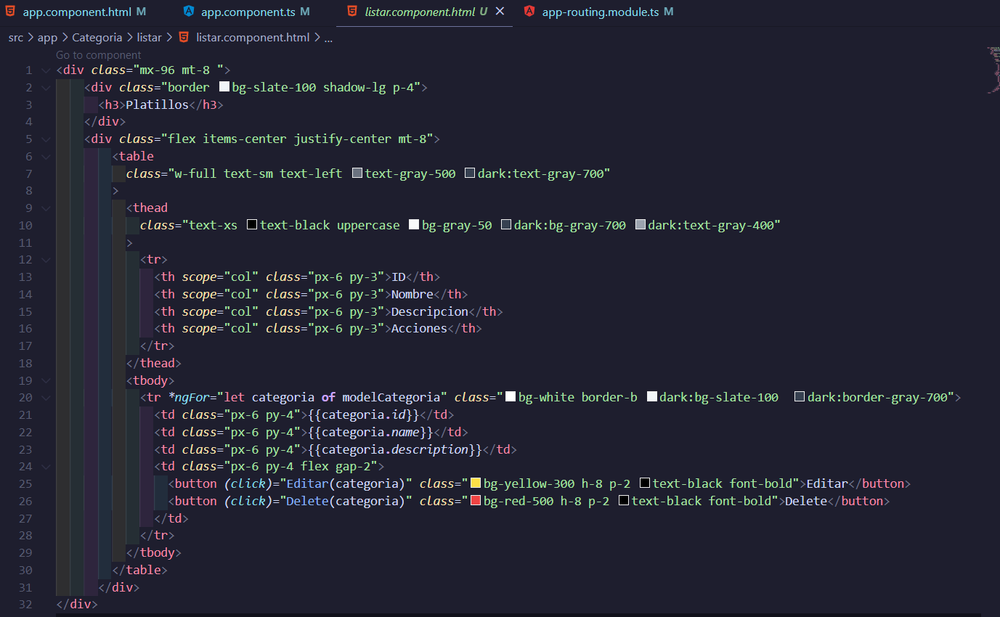 app.component.html M app.component.ts M listar.component.html U app-routing.module.ts M
src > app > Categoria > listar > listar.component.html > ...
Go to component
1 <div class="mx-96 mt-8 ">
2 <div class="border bg-slate-100 shadow-lg p-4">
3 <h3>Platillos</h3>
4 </div>
5 <div class="flex items-center justify-center mt-8">
6 <table
7 class="w-full text-sm text-left text-gray-500 dark:text-gray-700"
8 >
9 <thead
10 class="text-xs text-black uppercase bg-gray-50 dark:bg-gray-700 dark:text-gray-400"
11 >
12 <tr>
13 <th scope="col" class="px-6 py-3">ID</th>
14 <th scope="col" class="px-6 py-3">Nombre</th>
15 <th scope="col" class="px-6 py-3">Descripcion</th>
16 <th scope="col" class="px-6 py-3">Acciones</th>
17 </tr>
18 </thead>
19 <tbody>
20 <tr *ngFor="let categoria of modelCategoria" class="bg-white border-b dark:bg-slate-100  dark:border-gray-700">
21 <td class="px-6 py-4">{{categoria.id}}</td>
22 <td class="px-6 py-4">{{categoria.name}}</td>
23 <td class="px-6 py-4">{{categoria.description}}</td>
24 <td class="px-6 py-4 flex gap-2">
25 <button (click)="Editar(categoria)" class="bg-yellow-300 h-8 p-2 text-black font-bold">Editar</button>
26 <button (click)="Delete(categoria)" class="bg-red-500 h-8 p-2 text-black font-bold">Delete</button>
27 </td>
28 </tr>
29 </tbody>
30 </table>
31 </div>
32 </div>